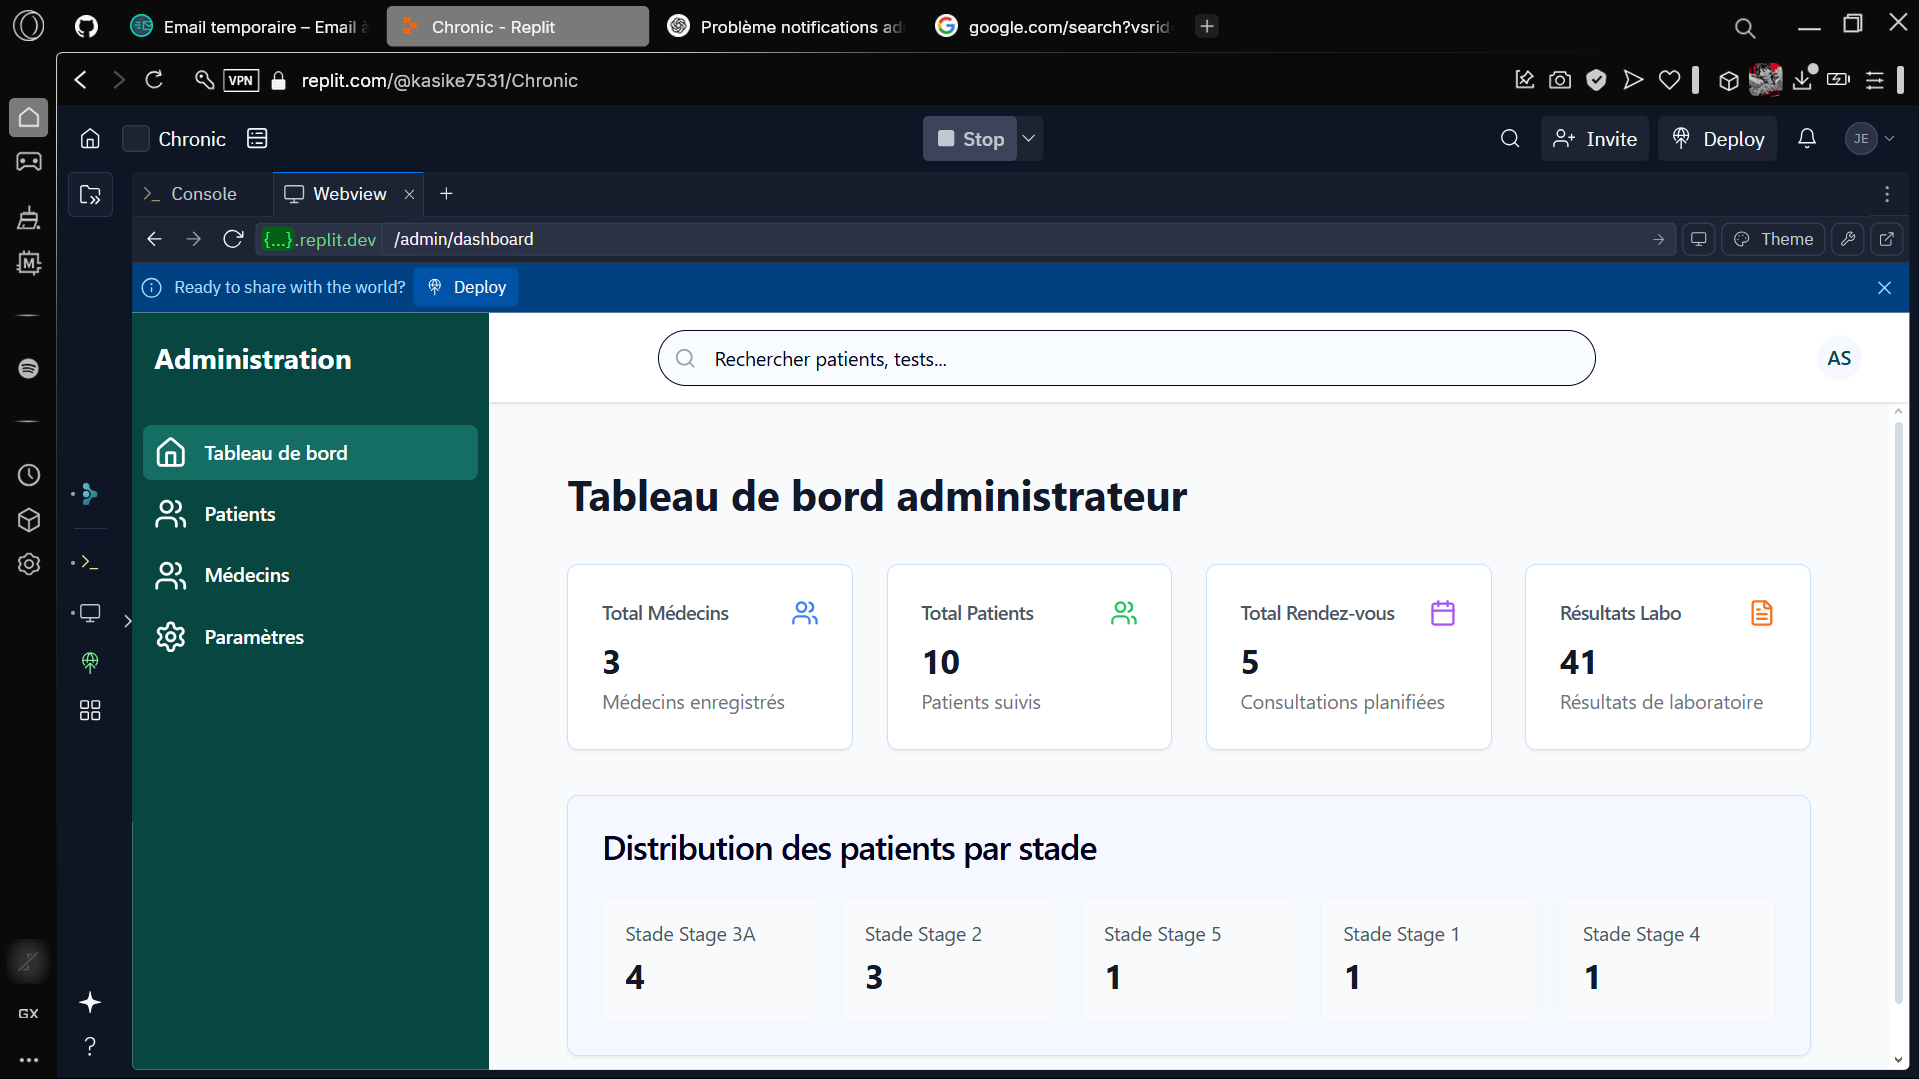 Email temporaire – Email à
Chronic - Replit
Problème notifications ad
google.com/search?vsrid
VPN
replit.com/@kasike7531/Chronic
Chronic
Stop
Invite
Deploy
JE
Console
Webview
{...}.replit.dev
/admin/dashboard
Theme
Ready to share with the world?
Deploy
Administration
Rechercher patients, tests...
AS
Tableau de bord
Patients
Médecins
Paramètres
Tableau de bord administrateur
Total Médecins
3
Médecins enregistrés
Total Patients
10
Patients suivis
Total Rendez-vous
5
Consultations planifiées
Résultats Labo
41
Résultats de laboratoire
Distribution des patients par stade
Stade Stage 3A
4
Stade Stage 2
3
Stade Stage 5
1
Stade Stage 1
1
Stade Stage 4
1
M
GX
?